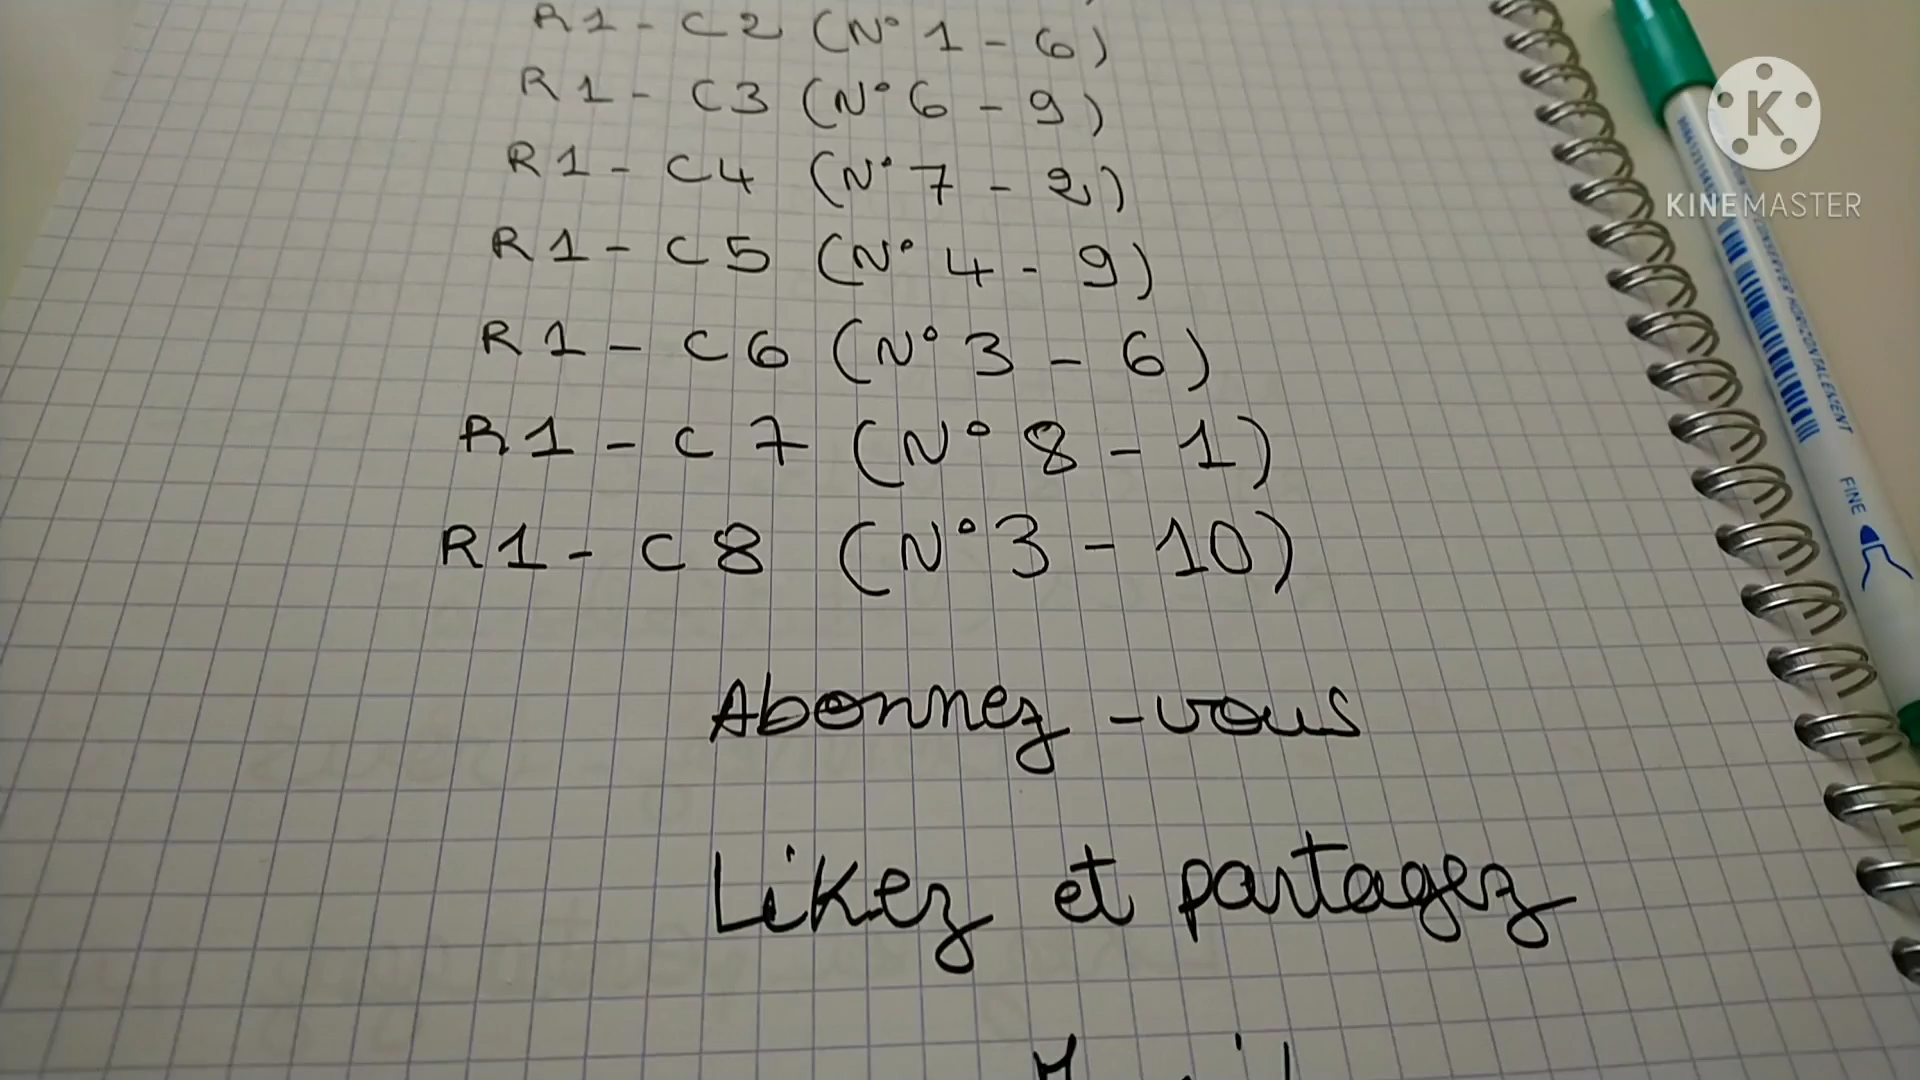 R1 - C2 (N° 1 - 6)
R1 - C3 (N° 6 - 9)
R1 - C4 (N° 7 - 2)
R1 - C5 (N° 4 - 9)
R1 - C6 (N° 3 - 6)
R1 - C7 (N° 8 - 1)
R1 - C8 (N° 3 - 10)
Abonnez-vous
Likez et partagez
K
KINEMASTER
HORIZONTALEMENT
FINE